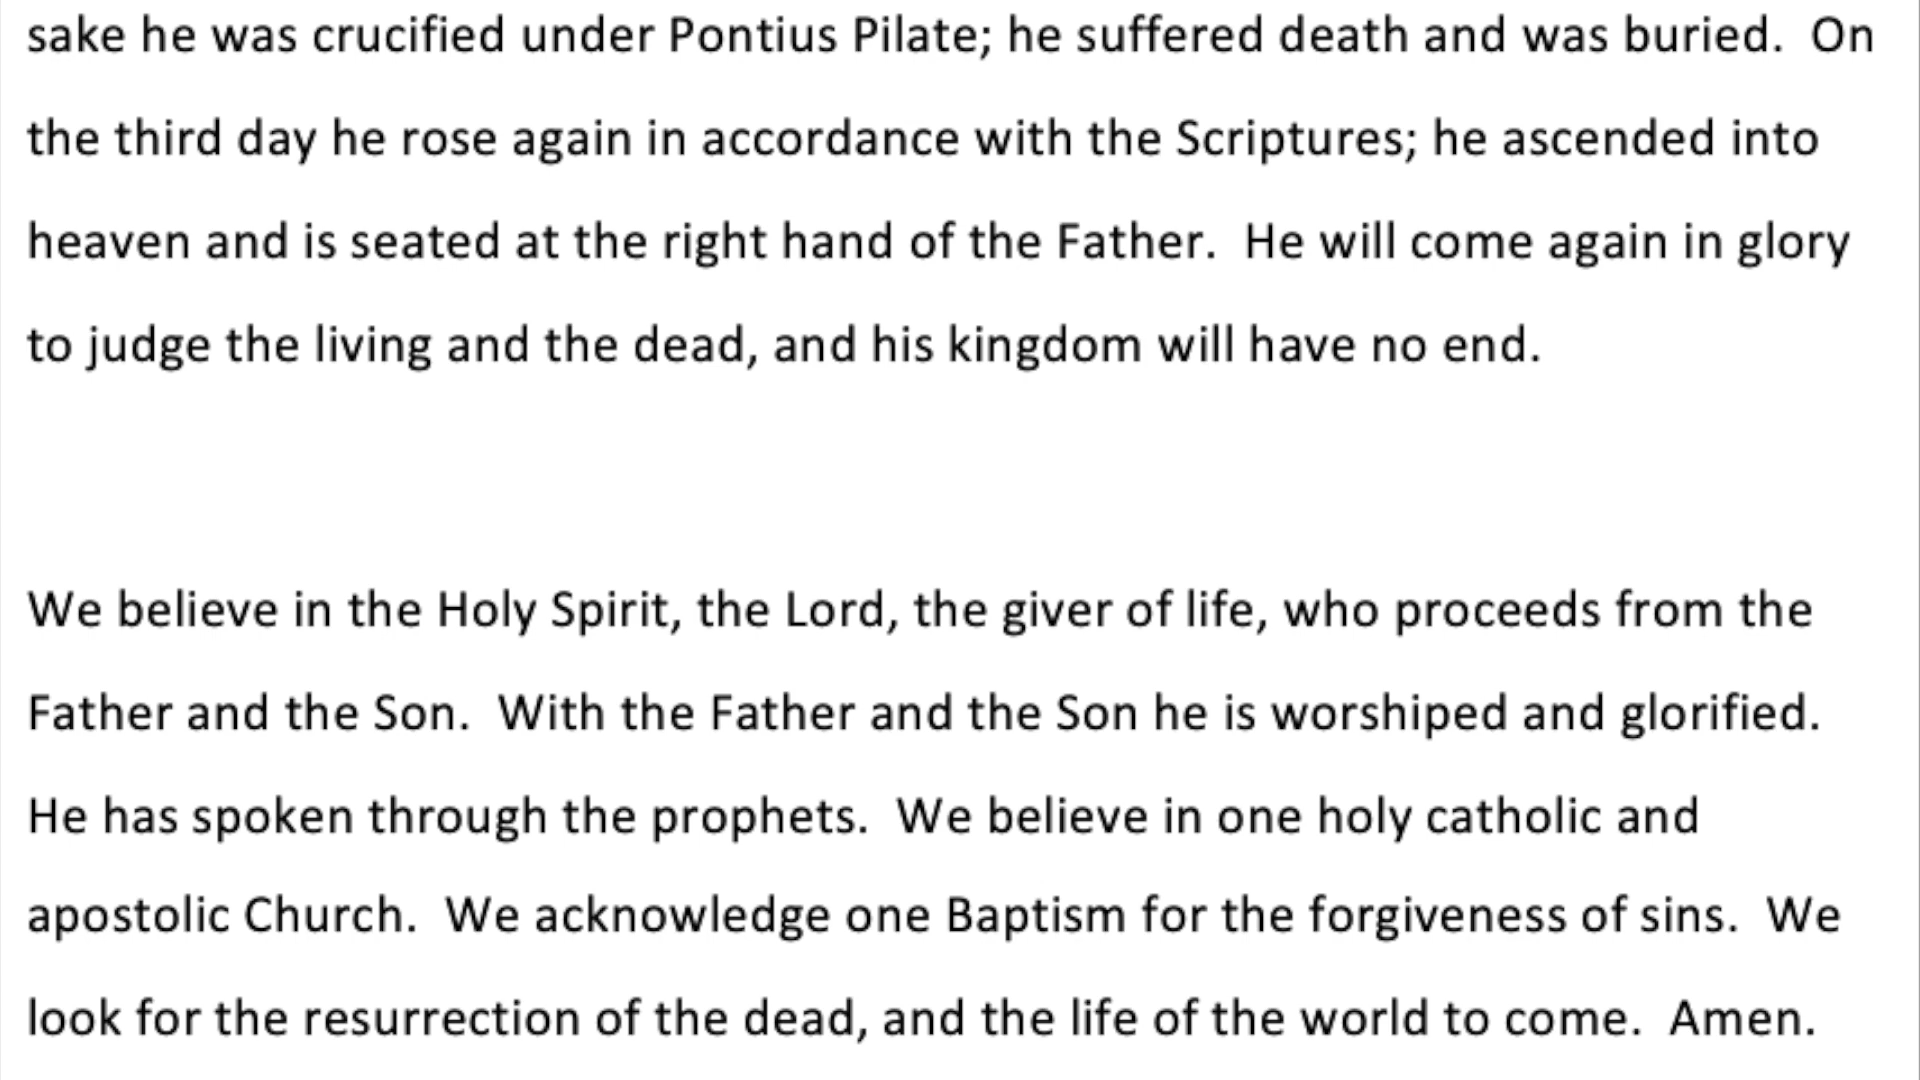 sake he was crucified under Pontius Pilate; he suffered death and was buried.  On
the third day he rose again in accordance with the Scriptures; he ascended into
heaven and is seated at the right hand of the Father.  He will come again in glory
to judge the living and the dead, and his kingdom will have no end.
We believe in the Holy Spirit, the Lord, the giver of life, who proceeds from the
Father and the Son.  With the Father and the Son he is worshiped and glorified.
He has spoken through the prophets.  We believe in one holy catholic and
apostolic Church.  We acknowledge one Baptism for the forgiveness of sins.  We
look for the resurrection of the dead, and the life of the world to come.  Amen.